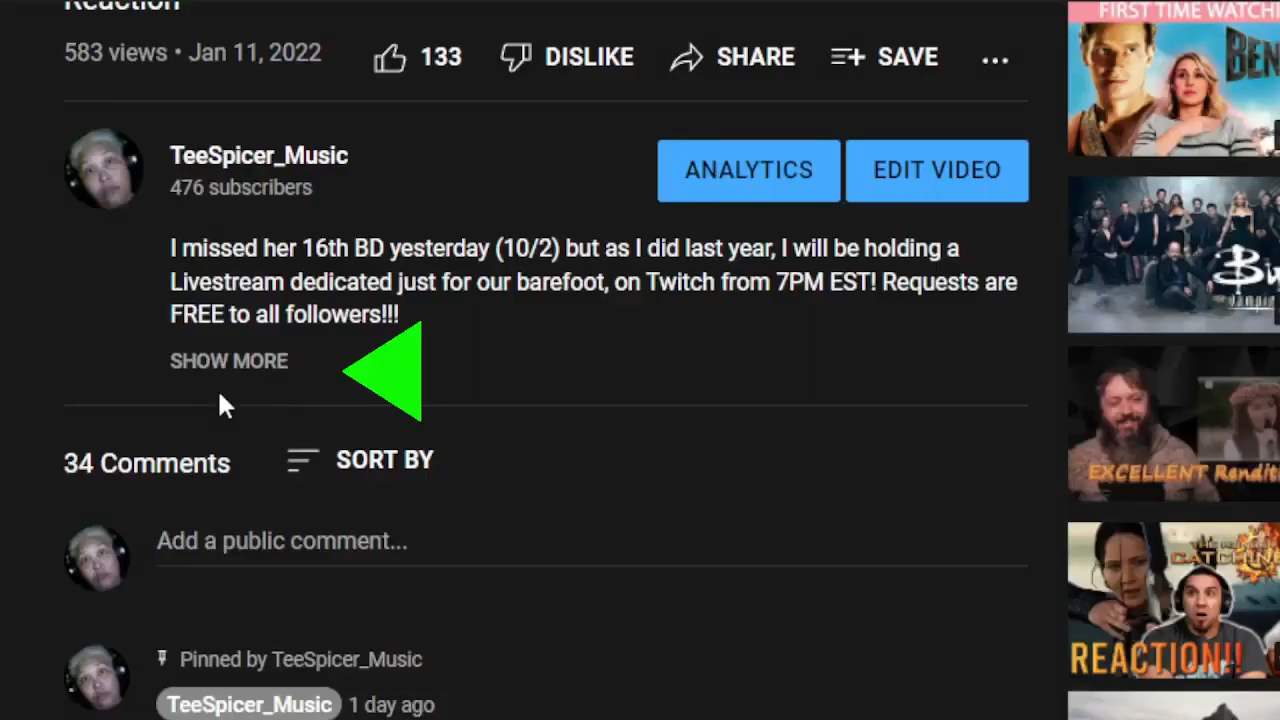 Reaction
583 views • Jan 11, 2022
133
DISLIKE
SHARE
SAVE
TeeSpicer_Music
476 subscribers
ANALYTICS
EDIT VIDEO
I missed her 16th BD yesterday (10/2) but as I did last year, I will be holding a
Livestream dedicated just for our barefoot, on Twitch from 7PM EST! Requests are
FREE to all followers!!!
SHOW MORE
34 Comments
SORT BY
Add a public comment...
Pinned by TeeSpicer_Music
TeeSpicer_Music 1 day ago
FIRST TIME
BEN
EXCELLENT
THE HUNGER
REACTION!!